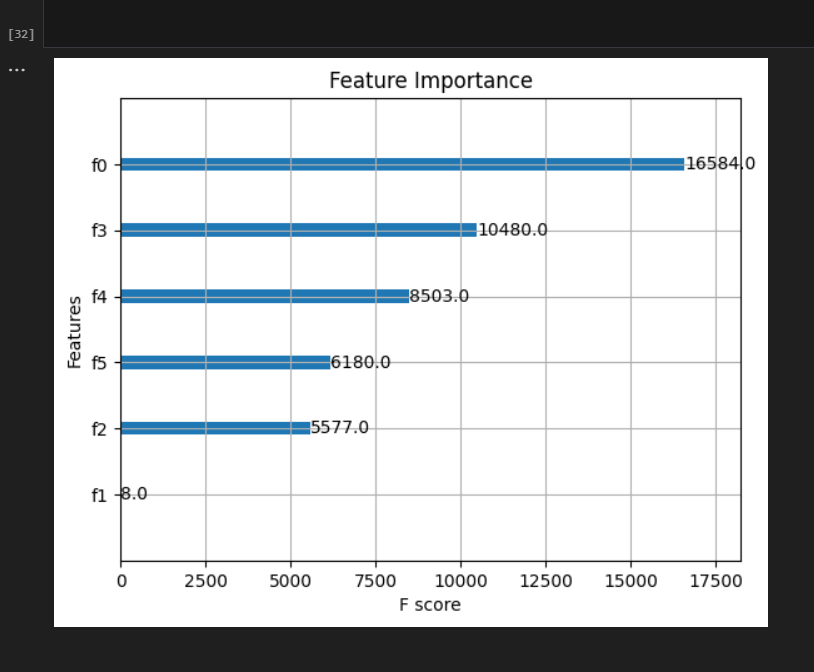 [32]
...
Feature Importance
f0 16584.0
f3 10480.0
f4 8503.0
f5 6180.0
f2 5577.0
f1 8.0
Features
0 2500 5000 7500 10000 12500 15000 17500
F score